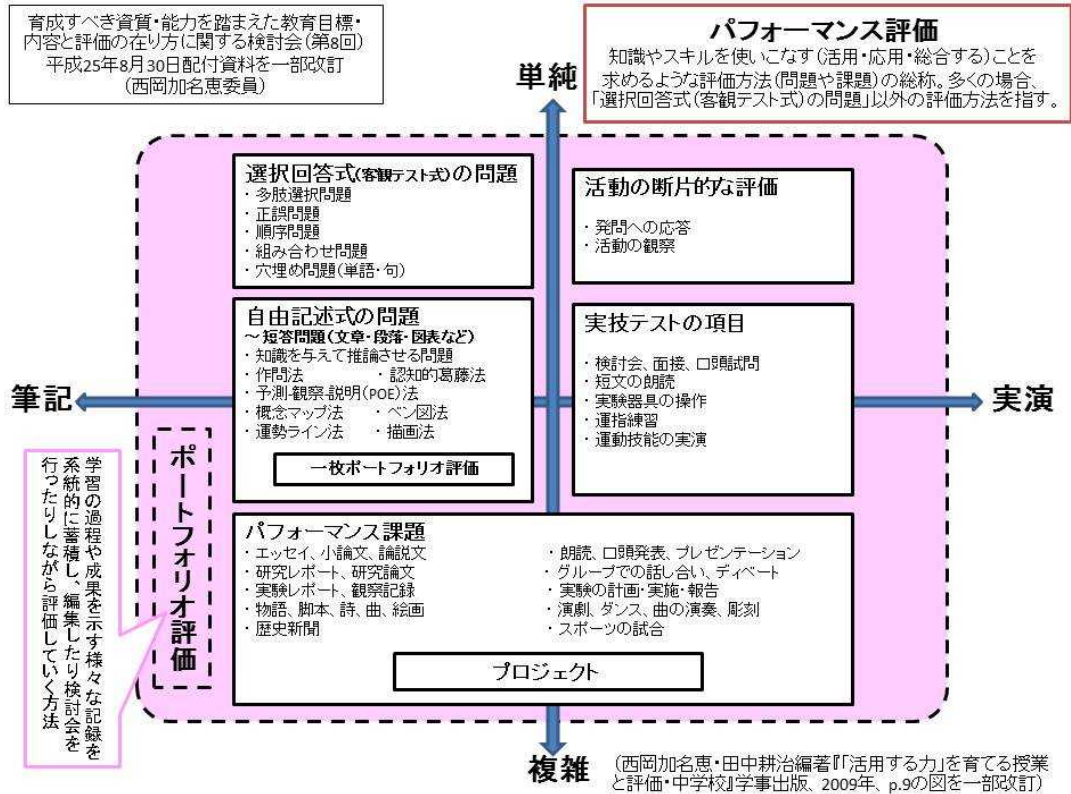 育成すべき資質・能力を踏まえた教育目標・
内容と評価の在り方に関する検討会(第8回)
平成25年8月30日配付資料を一部改訂
(西岡加名恵委員)
パフォーマンス評価
知識やスキルを使いこなす(活用・応用・総合する)ことを
求めるような評価方法(問題や課題)の総称。多くの場合、
「選択回答式(客観テスト式)の問題」以外の評価方法を指す。
単純
選択回答式(客観テスト式)の問題
・多肢選択問題
・正誤問題
・順序問題
・組み合わせ問題
・穴埋め問題(単語・句)
活動の断片的な評価
・発問への応答
・活動の観察
自由記述式の問題
～短答問題(文章・段落・図表など)
・知識を与えて推論させる問題
・作問法 ・認知的葛藤法
・予測-観察-説明(POE)法
・概念マップ法 ・ベン図法
・運勢ライン法 ・描画法
一枚ポートフォリオ評価
実技テストの項目
・検討会、面接、口頭試問
・短文の朗読
・実験器具の操作
・運指練習
・運動技能の実演
筆記
実演
ポートフォリオ評価
学習の過程や成果を示す様々な記録を
系統的に蓄積し、編集したり検討会を
行ったりしながら評価していく方法
パフォーマンス課題
・エッセイ、小論文、論説文
・研究レポート、研究論文
・実験レポート、観察記録
・物語、脚本、詩、曲、絵画
・歴史新聞
・朗読、口頭発表、プレゼンテーション
・グループでの話し合い、ディベート
・実験の計画・実施・報告
・演劇、ダンス、曲の演奏、彫刻
・スポーツの試合
プロジェクト
複雑
(西岡加名恵・田中耕治編著『「活用する力」を育てる授業
と評価・中学校』学事出版、2009年、p.9の図を一部改訂)